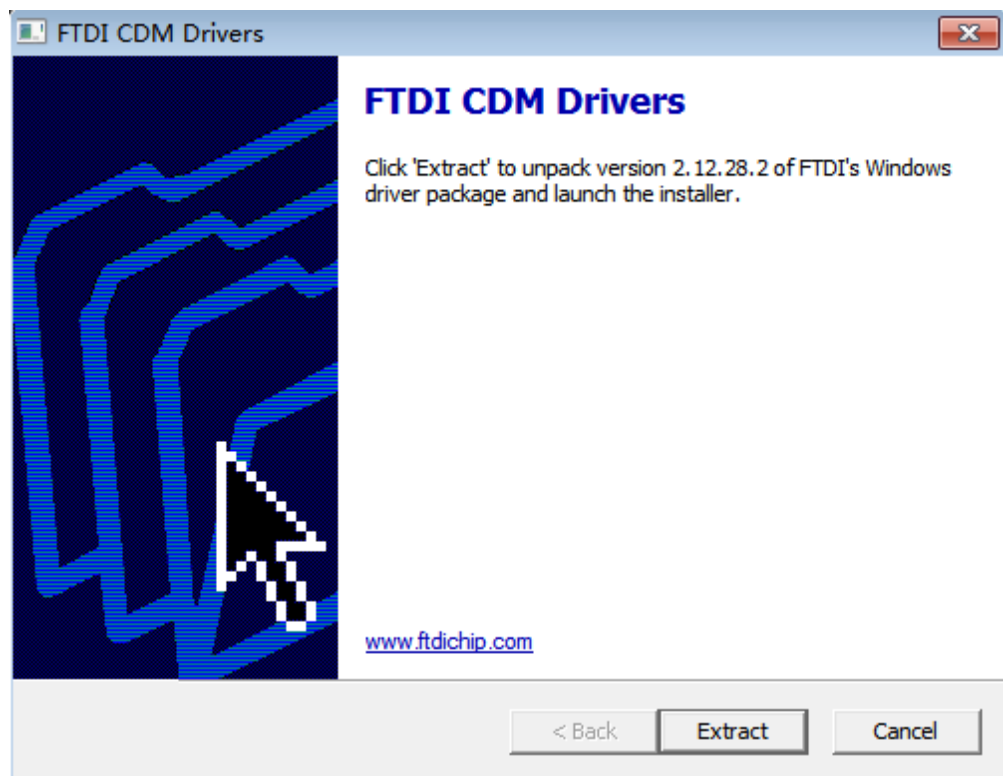 FTDI CDM Drivers
FTDI CDM Drivers
Click 'Extract' to unpack version 2.12.28.2 of FTDI's Windows
driver package and launch the installer.
www.ftdichip.com
< Back
Extract
Cancel